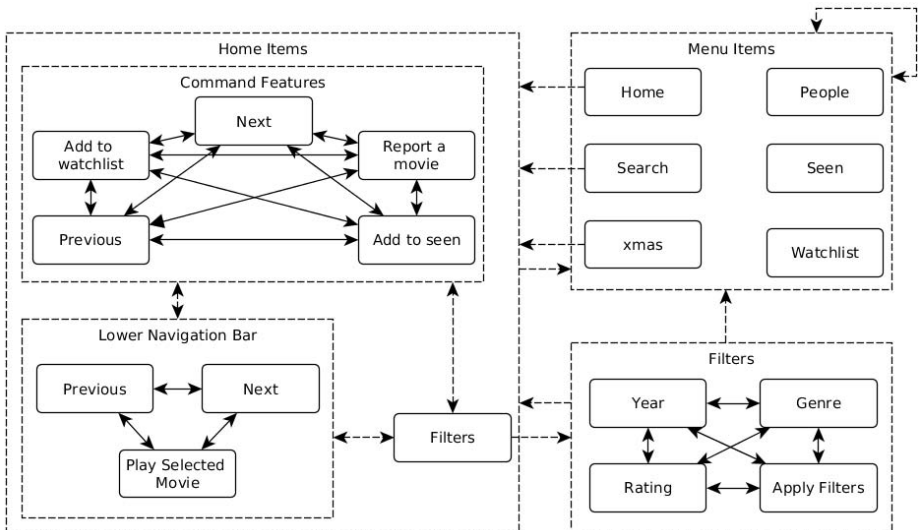 Home Items
Command Features
Next
Add to
watchlist
Report a
movie
Previous
Add to seen
Lower Navigation Bar
Previous
Next
Play Selected
Movie
Filters
Menu Items
Home
People
Search
Seen
xmas
Watchlist
Filters
Year
Genre
Rating
Apply Filters